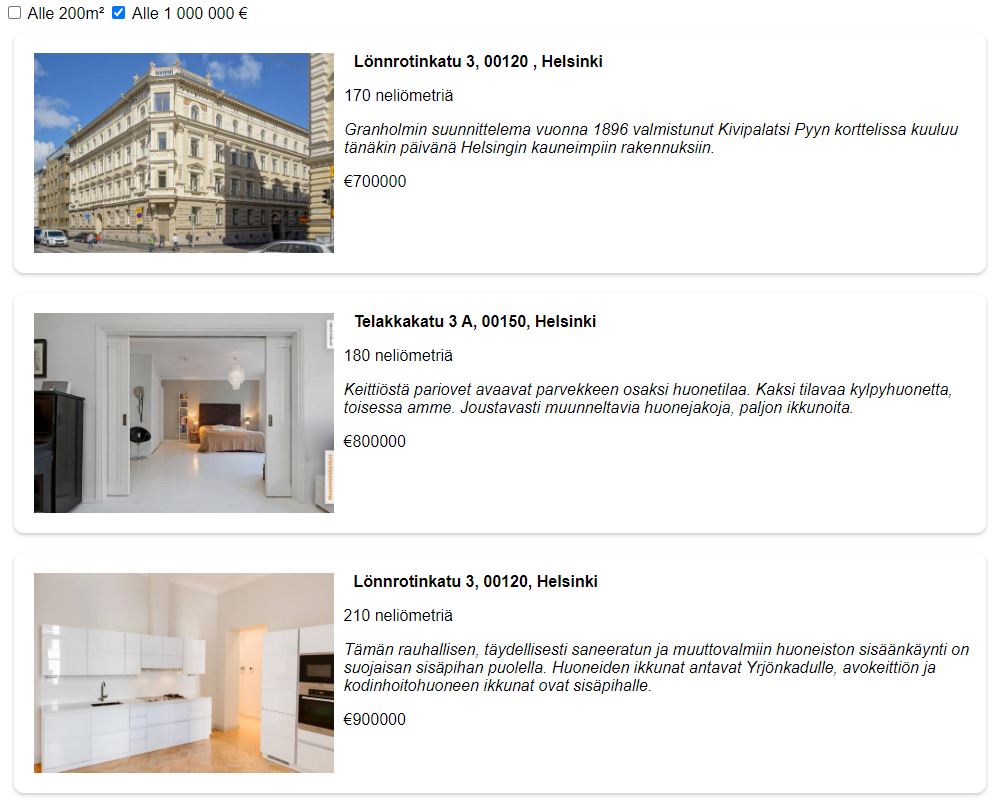 Alle 200m² Alle 1 000 000 €
Lönnrotinkatu 3, 00120 , Helsinki
170 neliömetriä
Granholmin suunnittelema vuonna 1896 valmistunut Kivipalatsi Pyyn korttelissa kuuluu
tänäkin päivänä Helsingin kauneimpiin rakennuksiin.
€700000
Telakkakatu 3 A, 00150, Helsinki
180 neliömetriä
Keittiöstä pariovet avaavat parvekkeen osaksi huonetilaa. Kaksi tilavaa kylpyhuonetta,
toisessa amme. Joustavasti muunneltavia huonejakoja, paljon ikkunoita.
€800000
Lönnrotinkatu 3, 00120, Helsinki
210 neliömetriä
Tämän rauhallisen, täydellisesti saneeratun ja muuttovalmiin huoneiston sisäänkäynti on
suojaisan sisäpihan puolella. Huoneiden ikkunat antavat Yrjönkadulle, avokeittiön ja
kodinhoitohuoneen ikkunat ovat sisäpihalle.
€900000